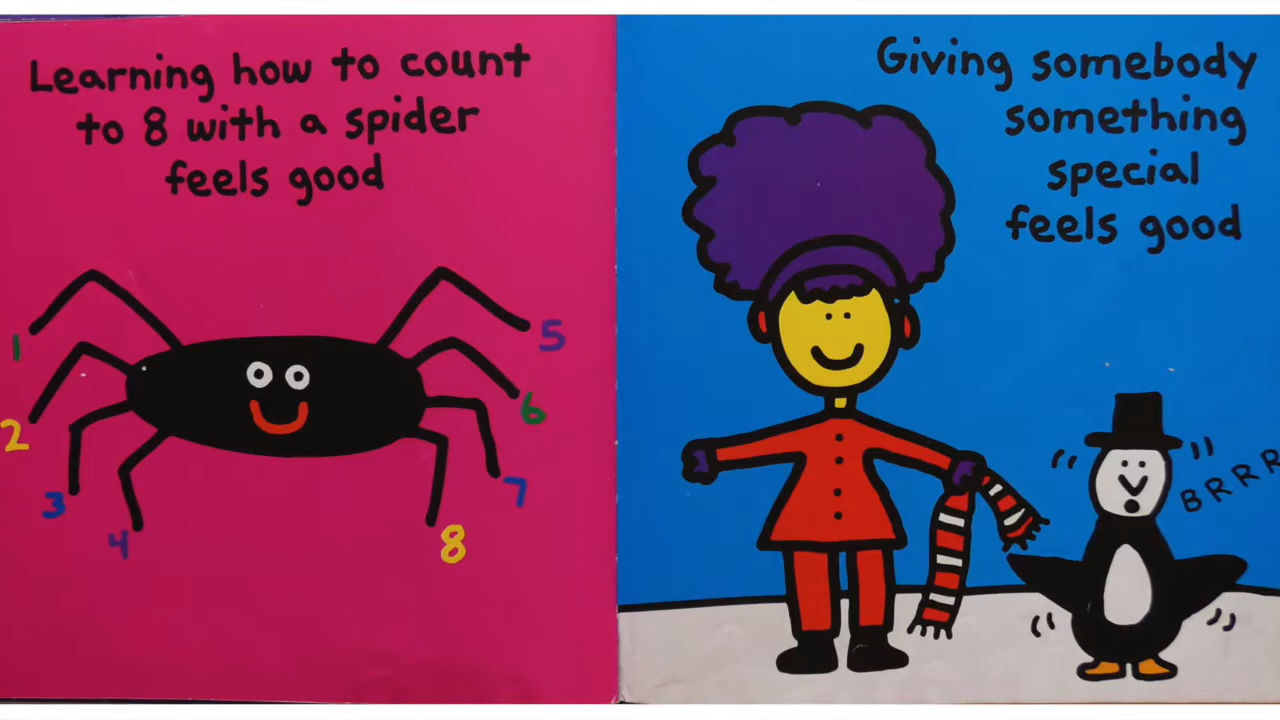 Learning how to count
to 8 with a spider
feels good
1
2
3
4
5
6
7
8
Giving somebody
something
special
feels good
BRRR